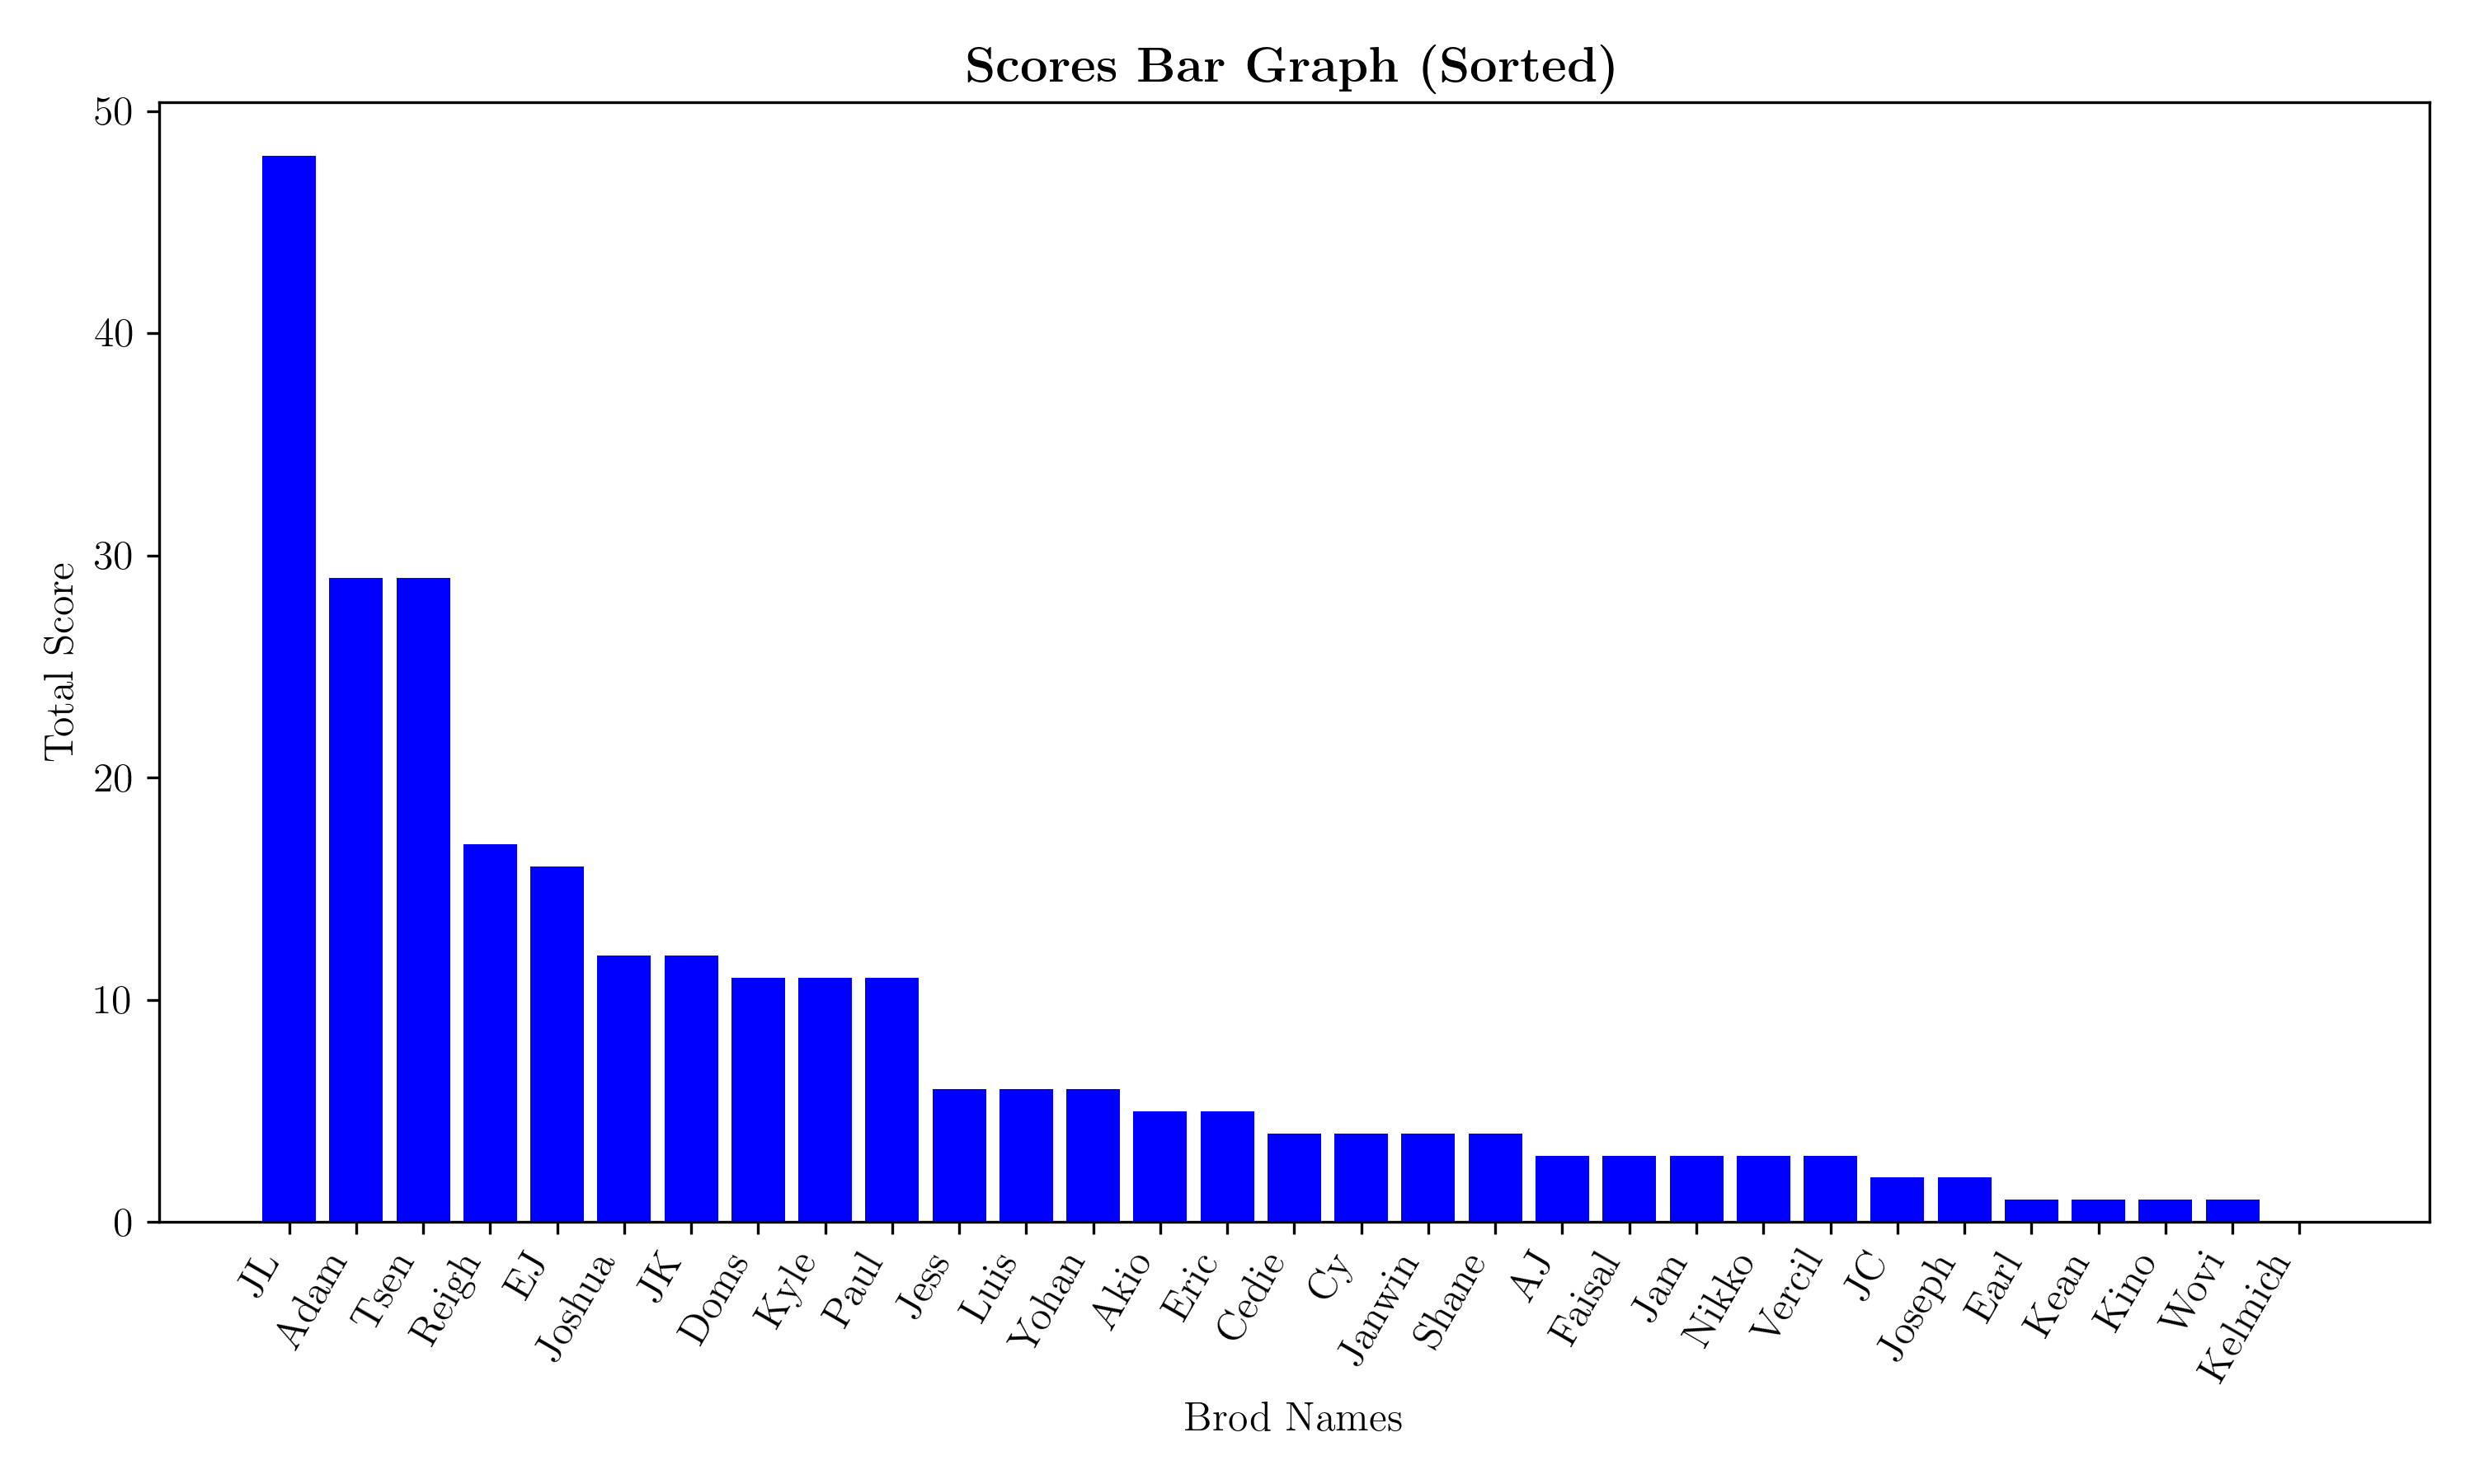 Scores Bar Graph (Sorted)
50
40
30
20
10
0
Total Score
JL
Adam
Tsen
Reigh
EJ
Joshua
JK
Doms
Kyle
Paul
Jess
Luis
Yohan
Akio
Eric
Cedie
Cy
Janwin
Shane
AJ
Faisal
Jam
Nikko
Vercil
JC
Joseph
Earl
Kean
Kino
Wovi
Kelmich
Brod Names